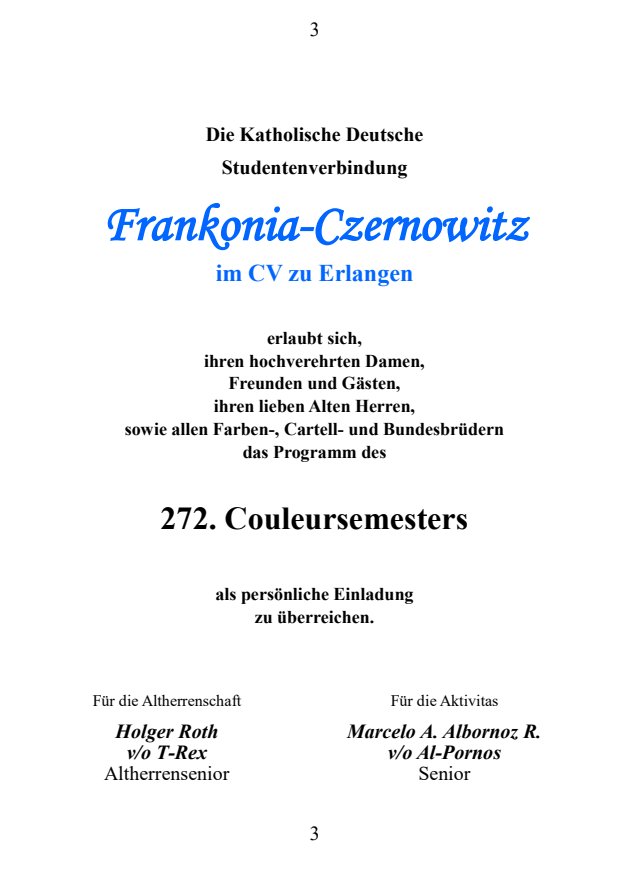 3
Die Katholische Deutsche
Studentenverbindung
Frankonia-Czernowitz
im CV zu Erlangen
erlaubt sich,
ihren hochverehrten Damen,
Freunden und Gästen,
ihren lieben Alten Herren,
sowie allen Farben-, Cartell- und Bundesbrüdern
das Programm des
272. Couleursemesters
als persönliche Einladung
zu überreichen.
Für die Altherrenschaft
Holger Roth
v/o T-Rex
Altherrensenior
Für die Aktivitas
Marcelo A. Albornoz R.
v/o Al-Pornos
Senior
3